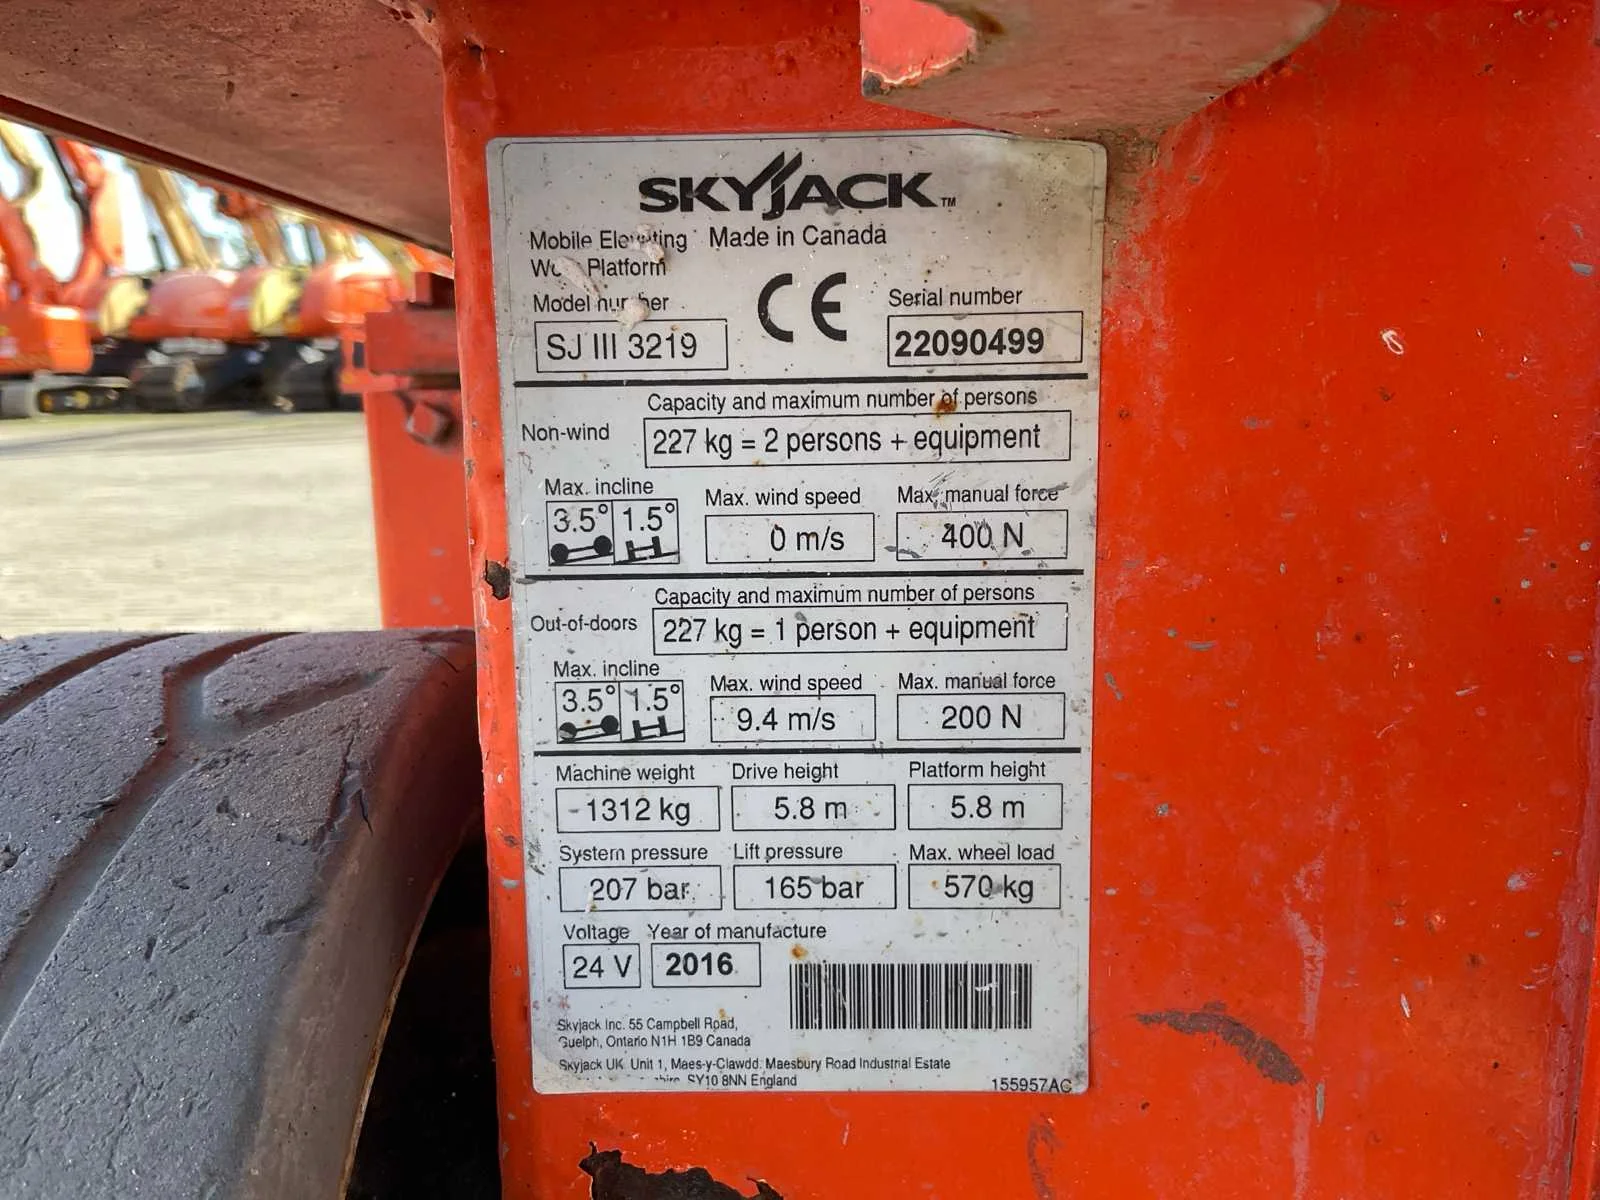 SKYJACK™
Mobile Elevating Made in Canada
Platform
Model number
Serial number
SJ III 3219
CE
22090499
Capacity and maximum number of persons
Non-wind
227 kg = 2 persons + equipment
Max. incline
Max. wind speed
Max. manual force
3.5° 1.5°
0 m/s
400 N
Capacity and maximum number of persons
Out-of-doors
227 kg = 1 person + equipment
Max. incline
Max. wind speed
Max. manual force
3.5° 1.5°
9.4 m/s
200 N
Machine weight
Drive height
Platform height
1312 kg
5.8 m
5.8 m
System pressure
Lift pressure
Max. wheel load
207 bar
165 bar
570 kg
Voltage
Year of manufacture
24 V
2016
Skyjack Inc. 55 Campbell Road,
Guelph, Ontario N1H 1B9 Canada
Skyjack UK Unit 1, Maes-y-Clawdd. Maesbury Road Industrial Estate
SY10 8NN England
155957AC